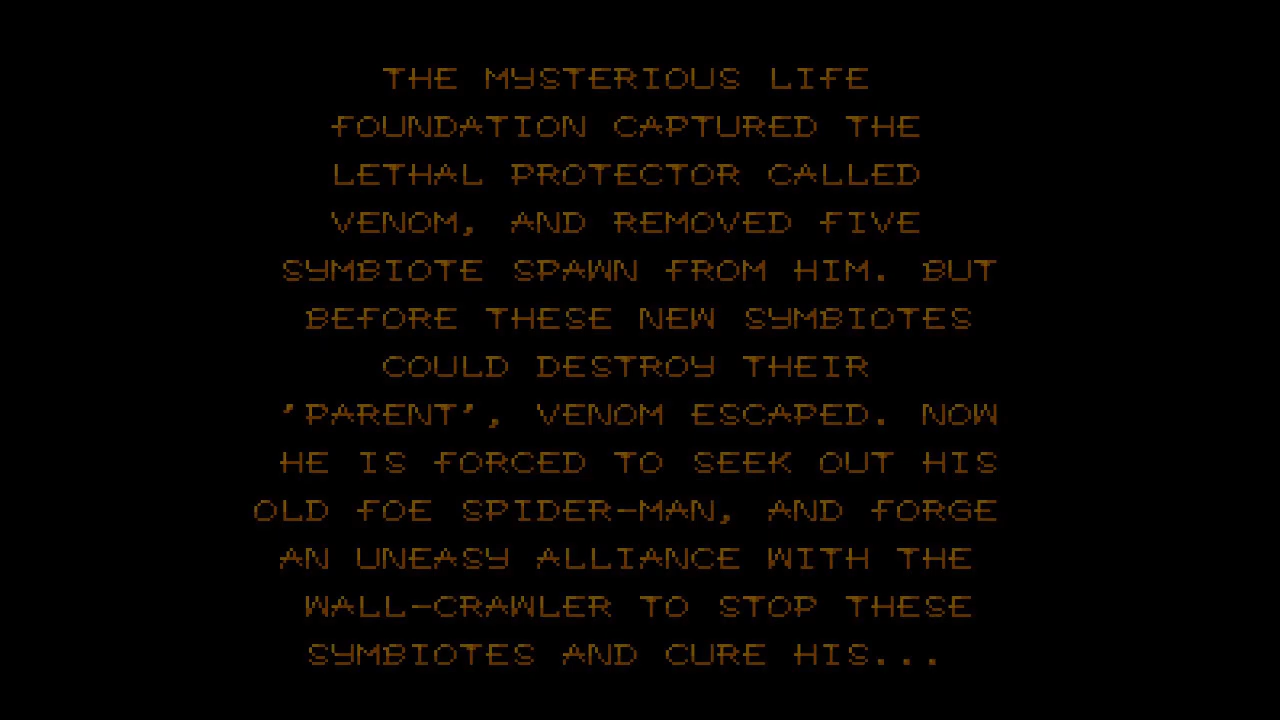 THE MYSTERIOUS LIFE
FOUNDATION CAPTURED THE
LETHAL PROTECTOR CALLED
VENOM, AND REMOVED FIVE
SYMBIOTE SPAWN FROM HIM. BUT
BEFORE THESE NEW SYMBIOTES
COULD DESTROY THEIR
'PARENT', VENOM ESCAPED. NOW
HE IS FORCED TO SEEK OUT HIS
OLD FOE SPIDER-MAN, AND FORGE
AN UNEASY ALLIANCE WITH THE
WALL-CRAWLER TO STOP THESE
SYMBIOTES AND CURE HIS...